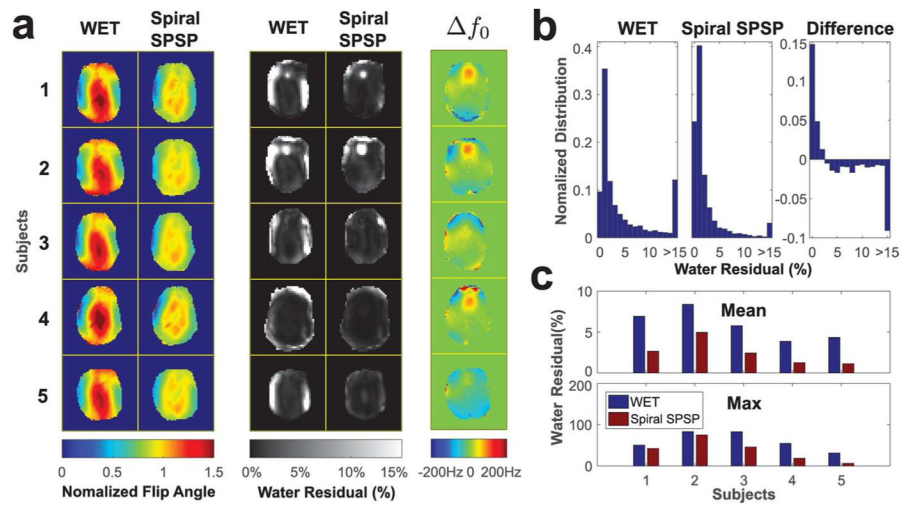 a
WET
Spiral
SPSP
WET
Spiral
SPSP
Δf0
Subjects
1
2
3
4
5
0 0.5 1 1.5
Nomalized Flip Angle
0% 5% 10% 15%
Water Residual (%)
-200Hz 0 200Hz
b
WET
Spiral SPSP
Difference
Normalized Distribution
0.4
0.3
0.2
0.1
0
0 5 10 >15
0 5 10 >15
0.15
0.1
0.05
0
-0.05
-0.1
0 5 10 >15
Water Residual (%)
c
Water Residual(%)
10
5
0
Mean
200
100
0
WET
Spiral SPSP
Max
1 2 3 4 5
Subjects